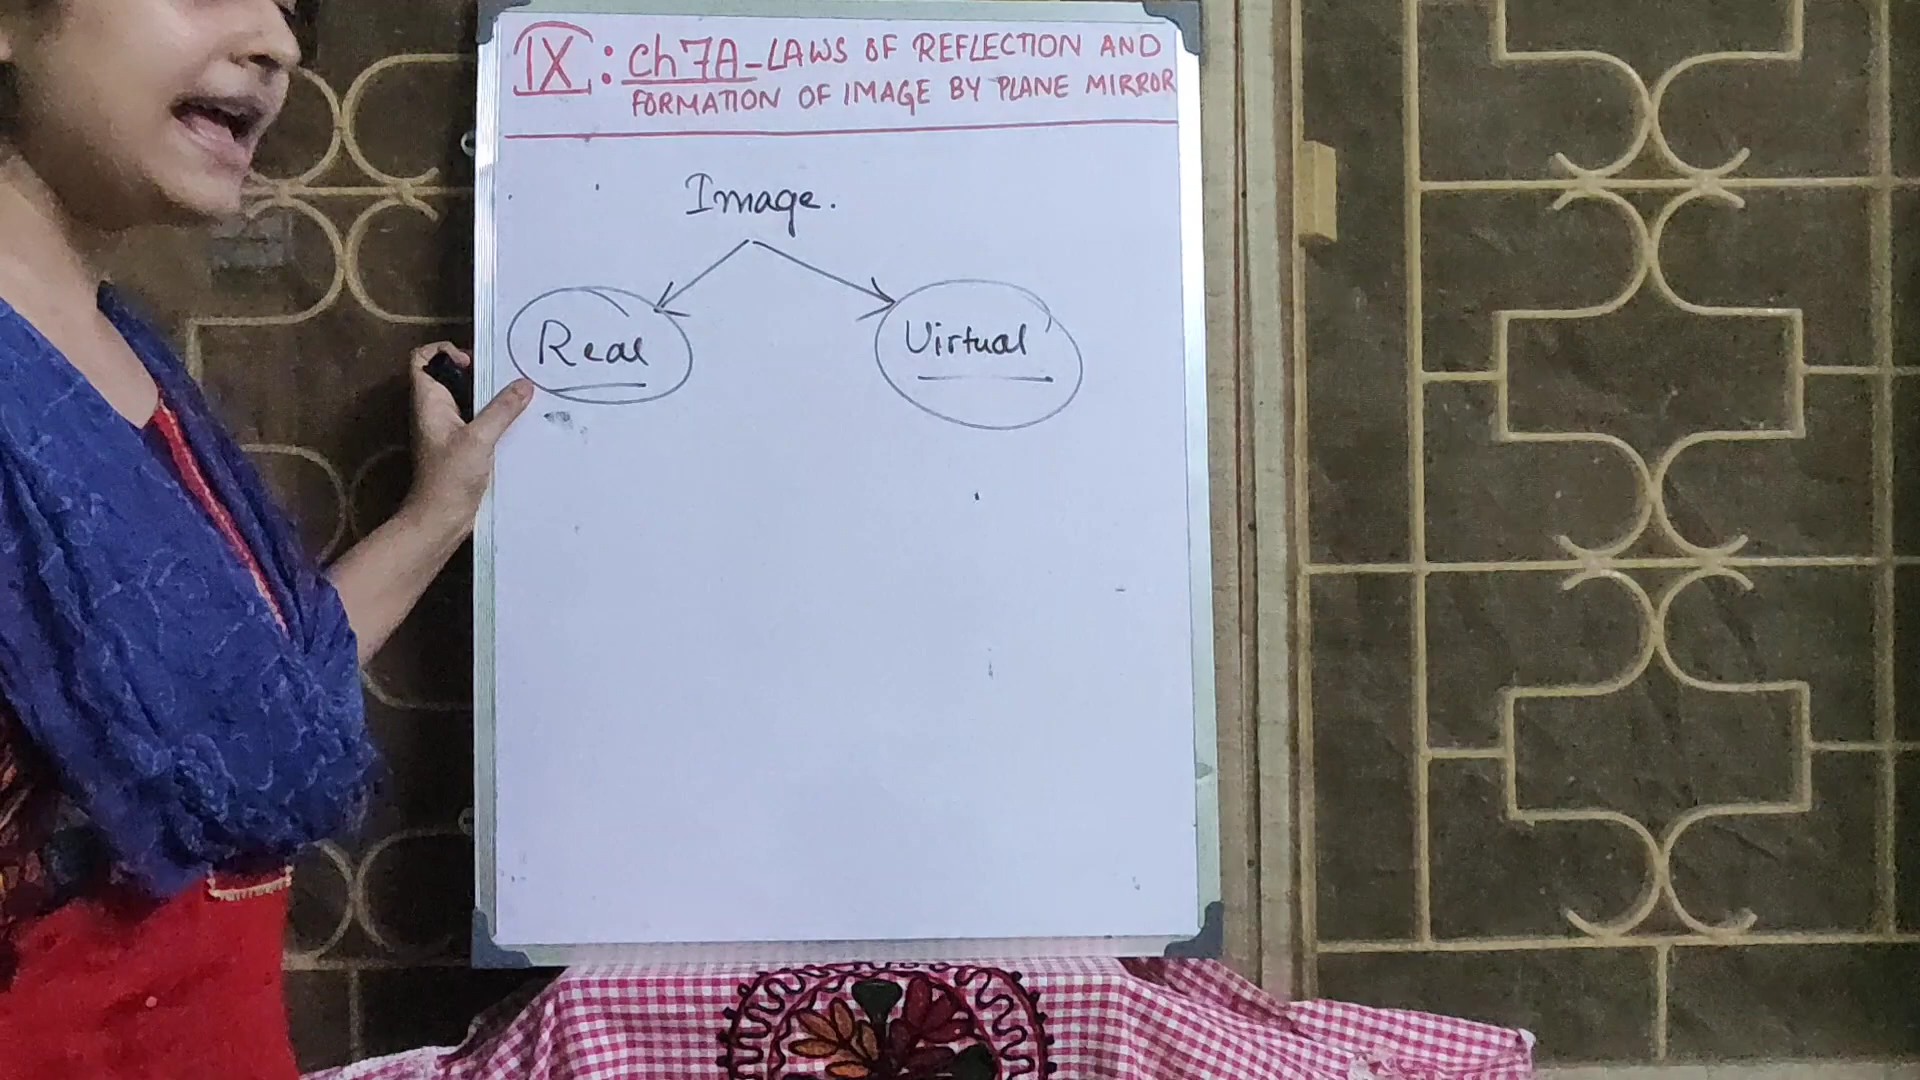 IX : Ch 7A - LAWS OF REFLECTION AND
FORMATION OF IMAGE BY PLANE MIRROR
Image.
Real
Virtual